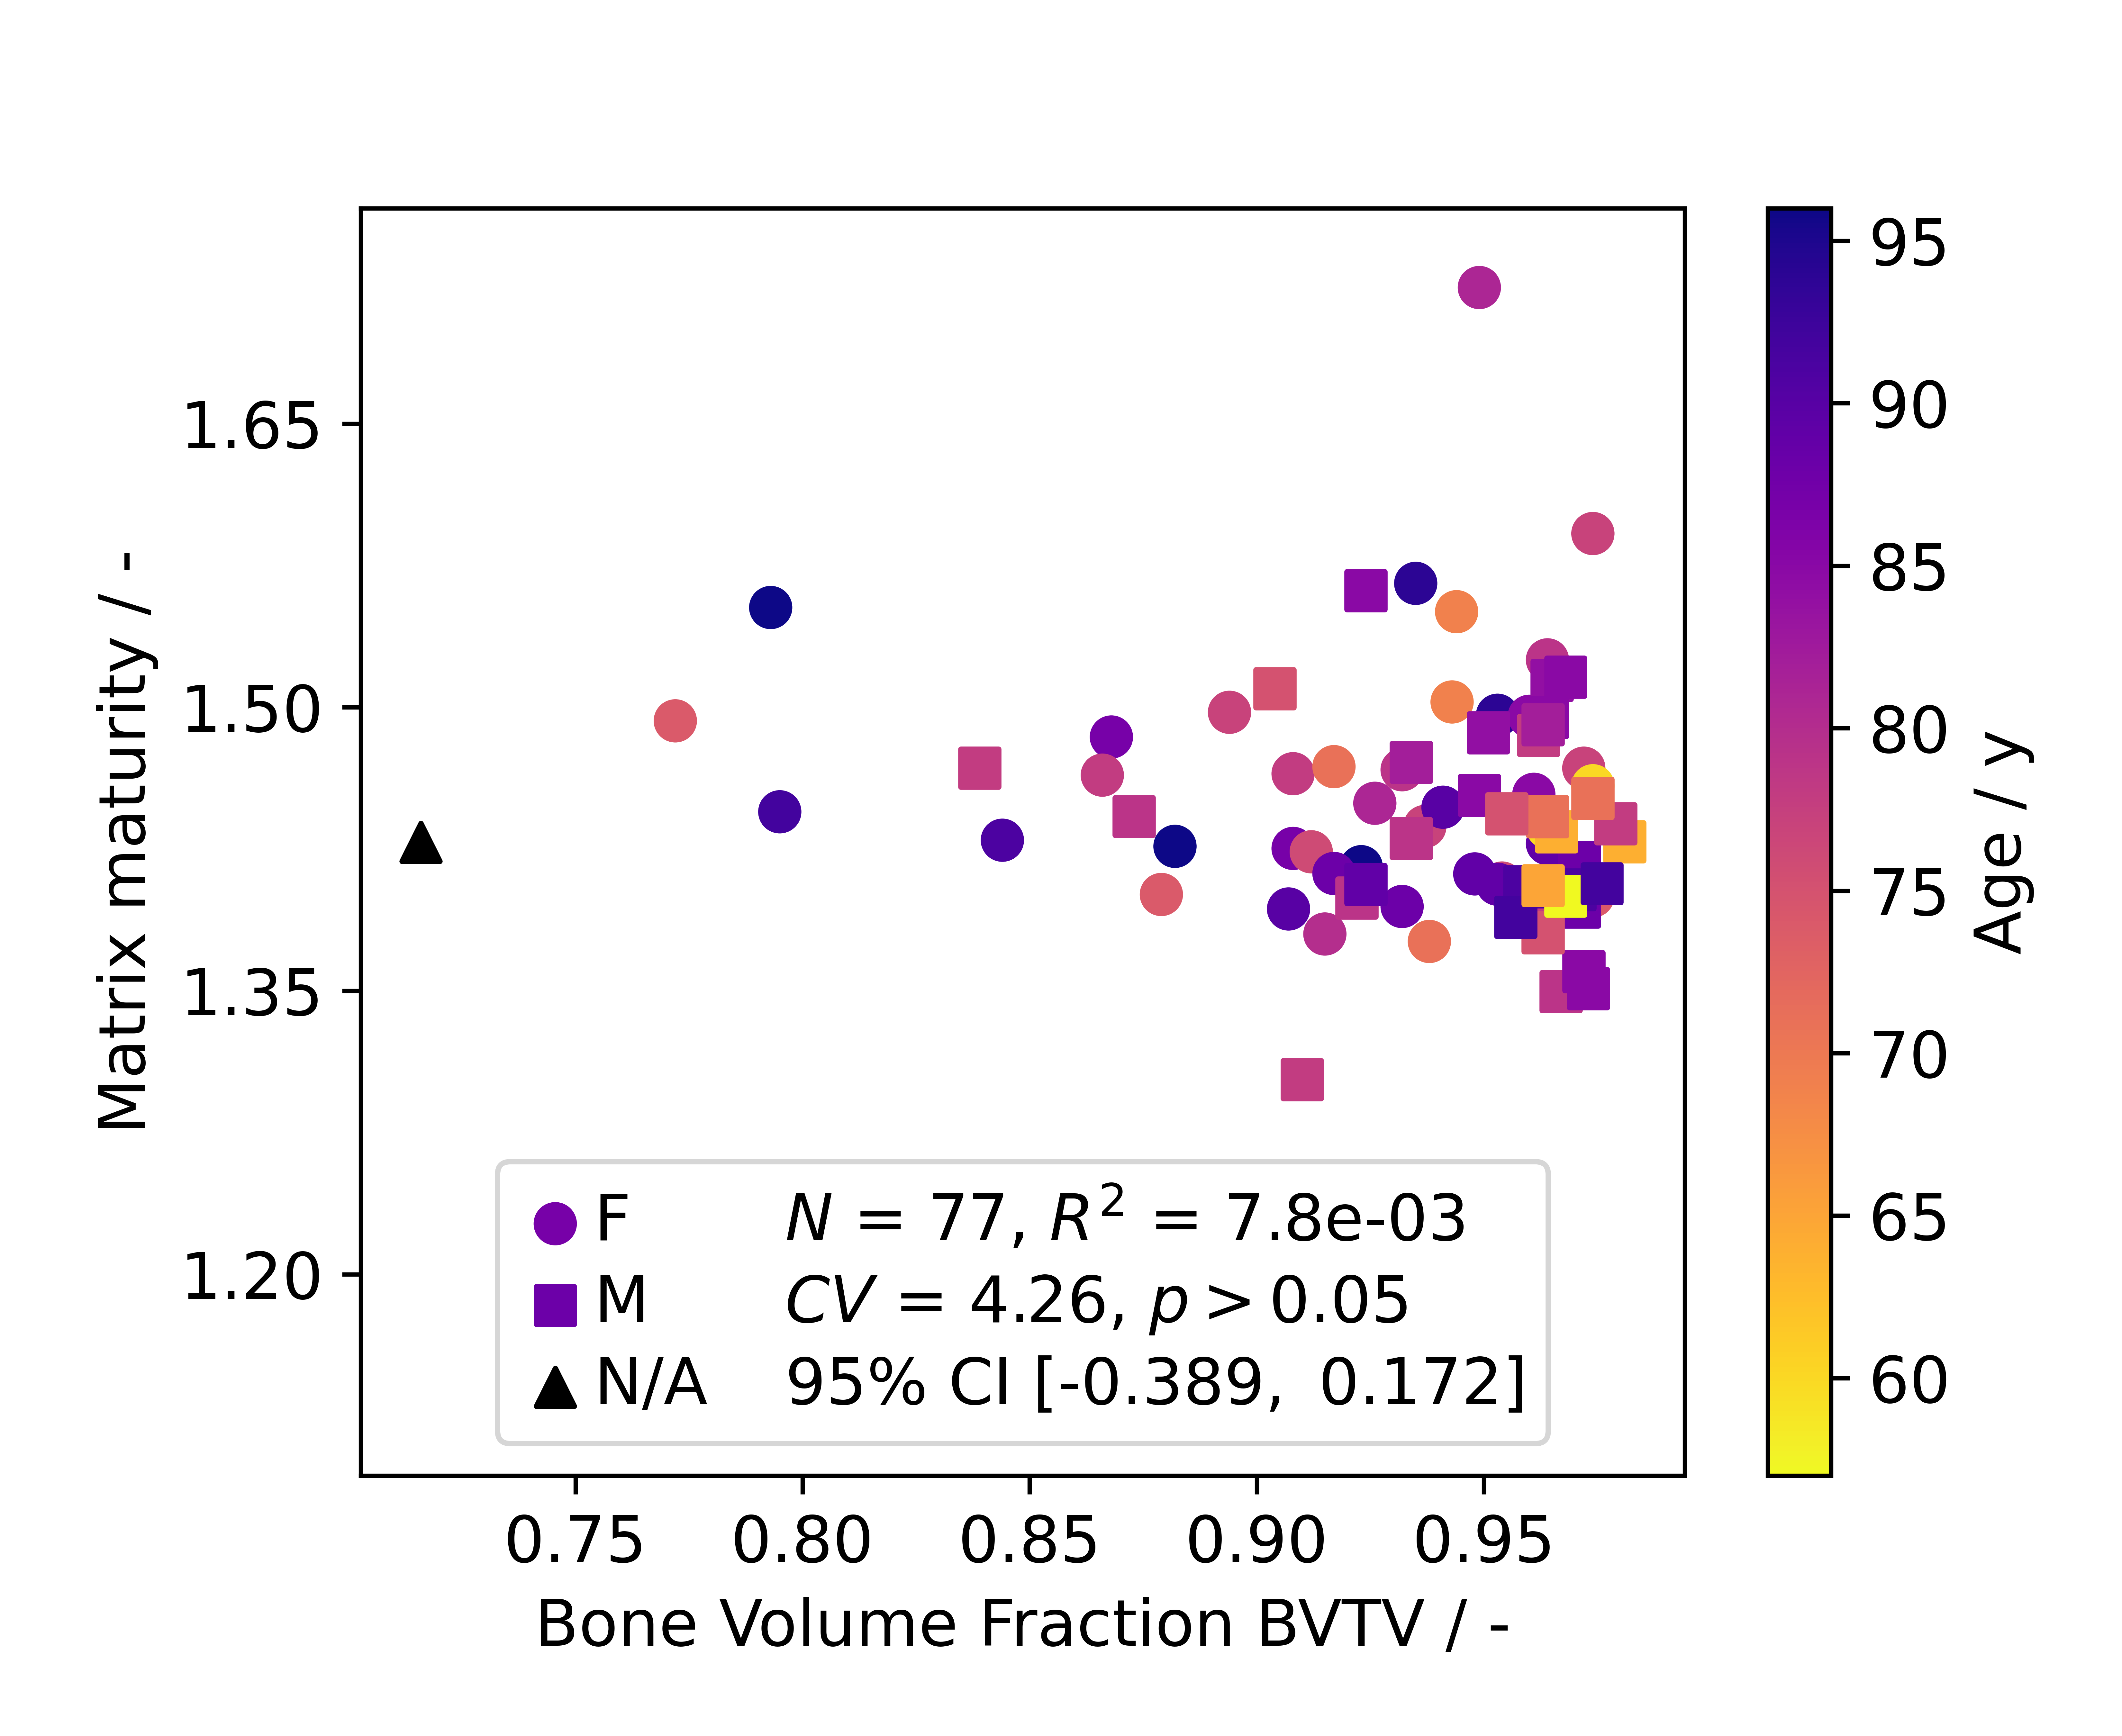 Matrix maturity / -
1.65
1.50
1.35
1.20
F N = 77, R² = 7.8e-03
M CV = 4.26, p > 0.05
N/A 95% CI [-0.389, 0.172]
0.75 0.80 0.85 0.90 0.95
Bone Volume Fraction BVTV / -
95
90
85
80
75
70
65
60
Age / y